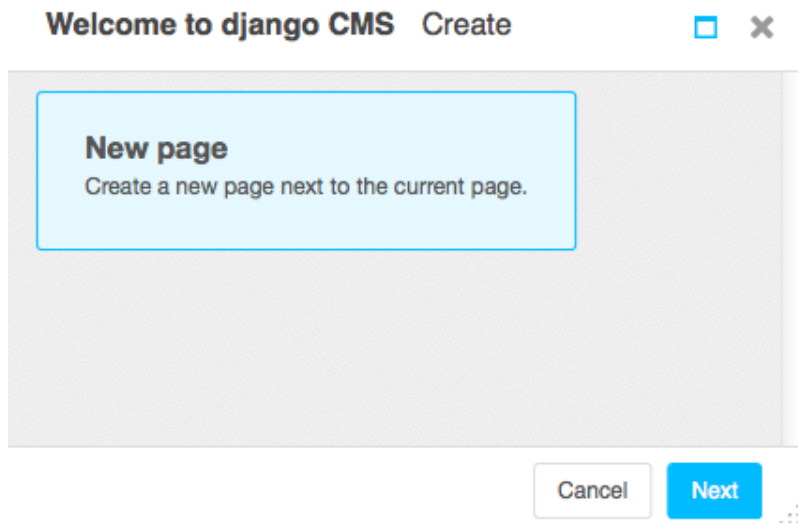 Welcome to django CMS Create
New page
Create a new page next to the current page.
Cancel Next